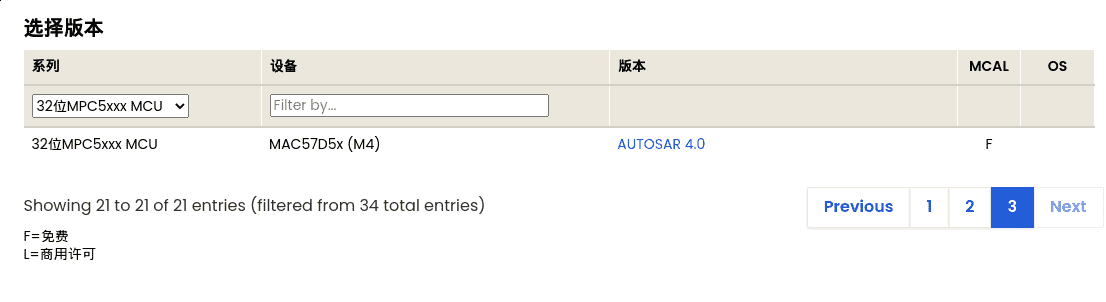 选择版本
系列 设备 版本 MCAL OS
32位MPC5xxx MCU Filter by...
32位MPC5xxx MCU MAC57D5x (M4) AUTOSAR 4.0 F
Showing 21 to 21 of 21 entries (filtered from 34 total entries) Previous 1 2 3 Next
F=免费
L=商用许可